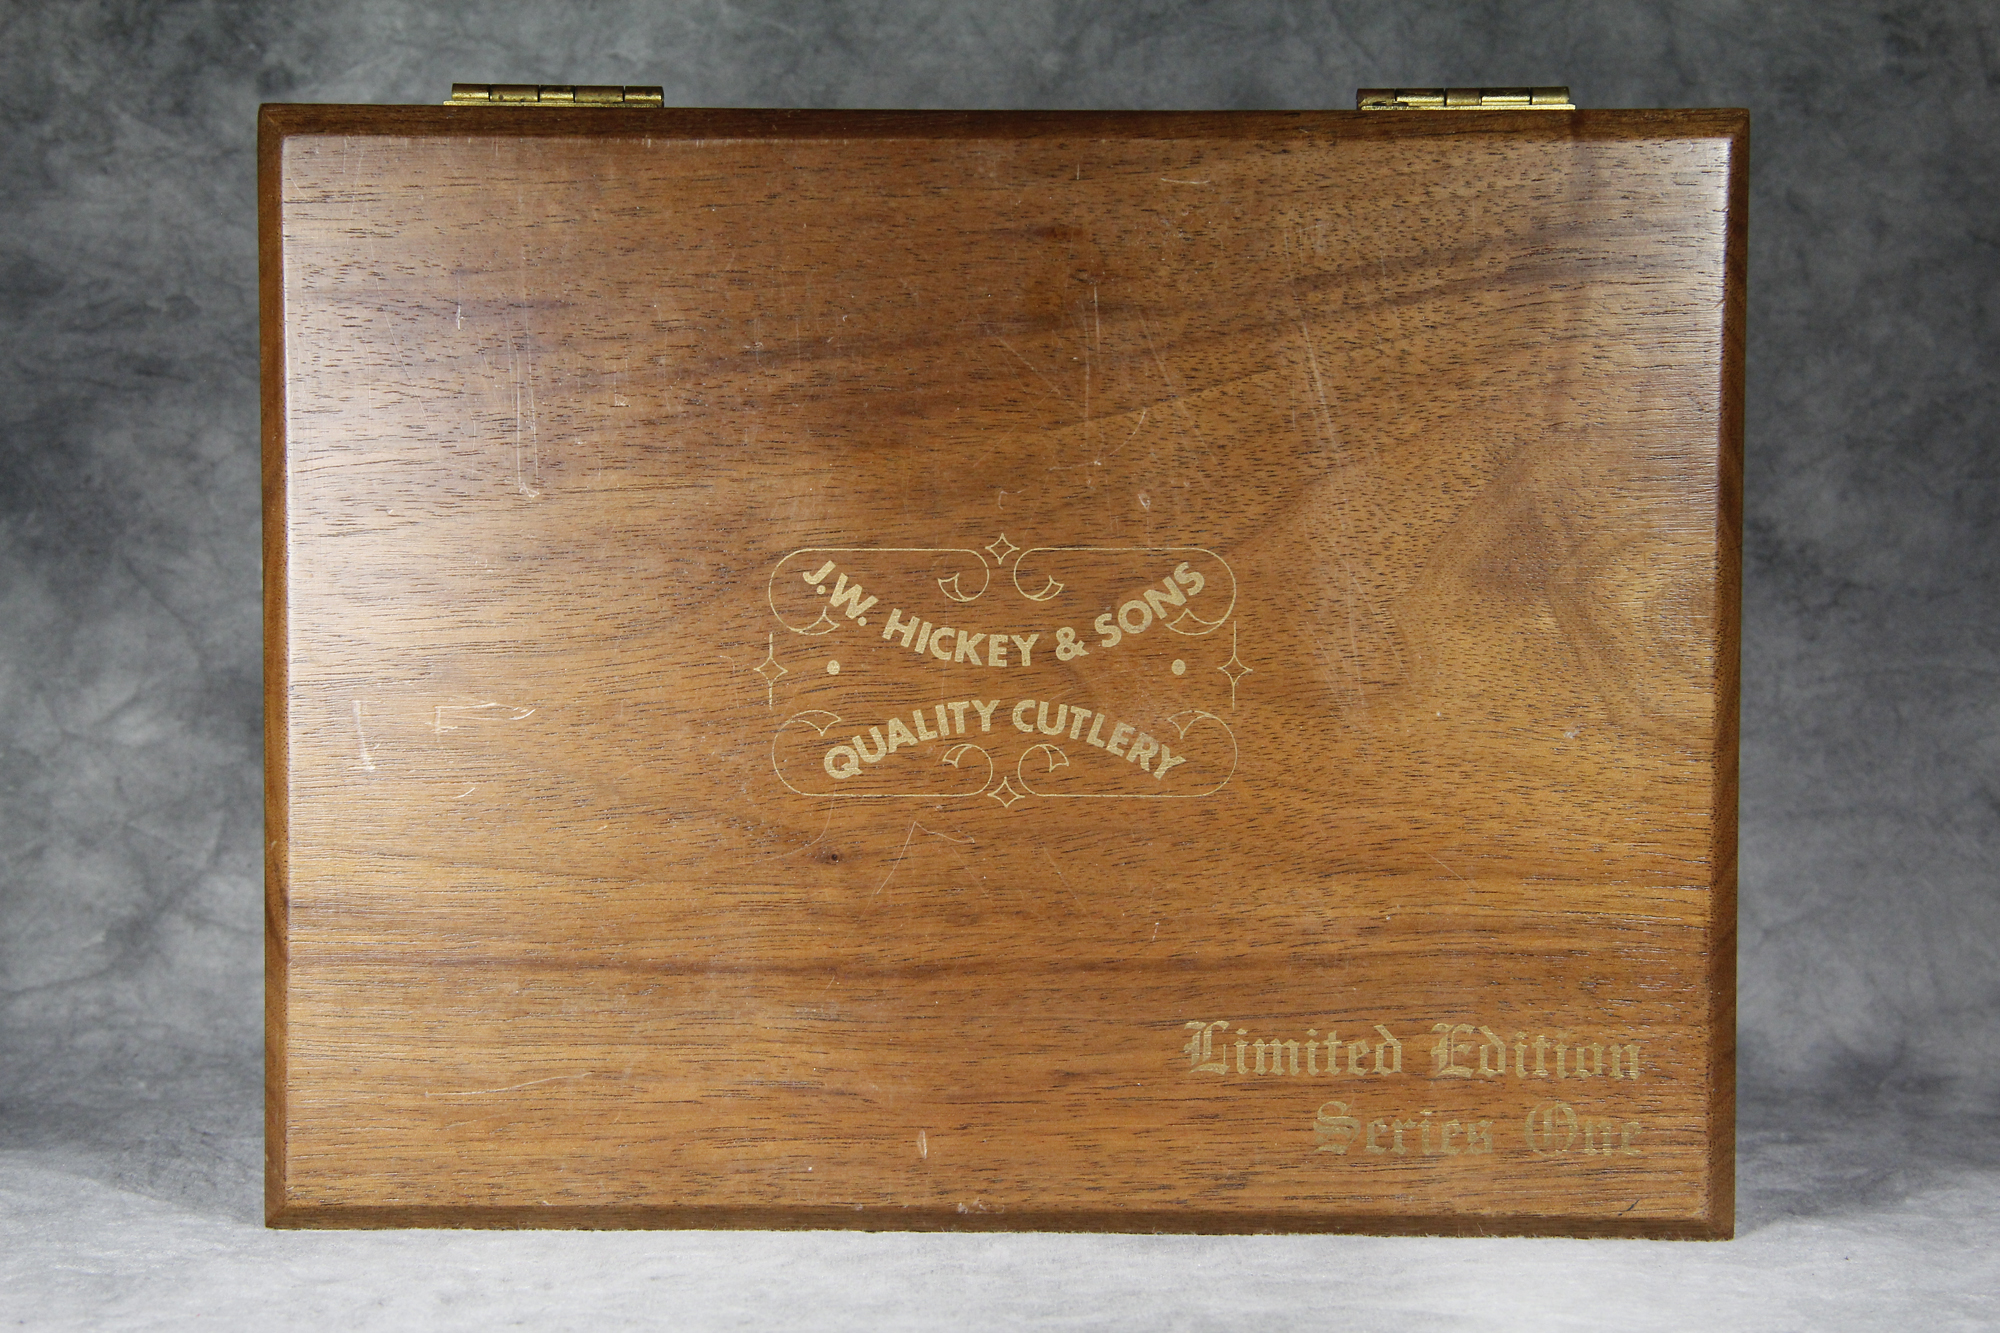 J.W. HICKEY & SONS
QUALITY CUTLERY
Limited Edition
Series One